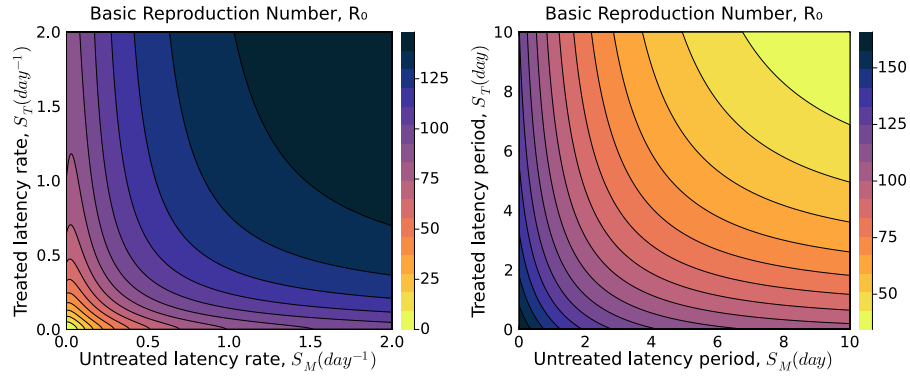 Basic Reproduction Number, R₀
Treated latency rate, S_T(day⁻¹)
2.0
1.5
1.0
0.5
0.0
0.0 0.5 1.0 1.5 2.0
Untreated latency rate, S_M(day⁻¹)
125
100
75
50
25
0
Basic Reproduction Number, R₀
Treated latency period, S_T(day)
10
8
6
4
2
0
0 2 4 6 8 10
Untreated latency period, S_M(day)
150
125
100
75
50